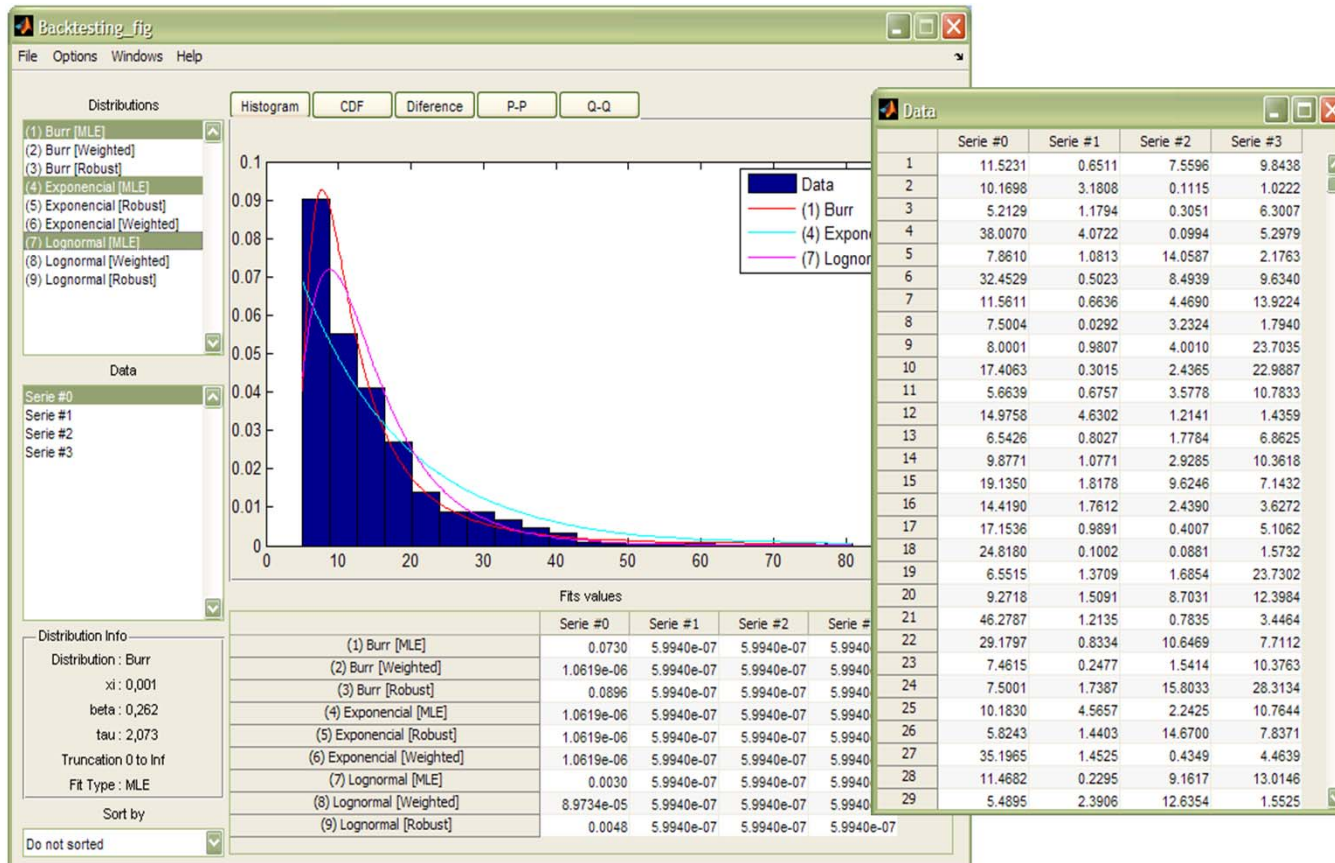 Backtesting_fig
File Options Windows Help
Distributions
(1) Burr [MLE]
(2) Burr [Weighted]
(3) Burr [Robust]
(4) Exponencial [MLE]
(5) Exponencial [Robust]
(6) Exponencial [Weighted]
(7) Lognormal [MLE]
(8) Lognormal [Weighted]
(9) Lognormal [Robust]
Data
Serie #0
Serie #1
Serie #2
Serie #3
Distribution Info
Distribution : Burr
xi : 0,001
beta : 0,262
tau : 2,073
Truncation 0 to Inf
Fit Type : MLE
Sort by
Do not sorted
Histogram CDF Diference P-P Q-Q
0.1
0.09
0.08
0.07
0.06
0.05
0.04
0.03
0.02
0.01
0
0 10 20 30 40 50 60 70 80
Data
(1) Burr
(4) Expone
(7) Lognor
Fits values
Serie #0 Serie #1 Serie #2 Serie #
(1) Burr [MLE] 0.0730 5.9940e-07 5.9940e-07 5.9940e
(2) Burr [Weighted] 1.0619e-06 5.9940e-07 5.9940e-07 5.9940e
(3) Burr [Robust] 0.0896 5.9940e-07 5.9940e-07 5.9940e
(4) Exponencial [MLE] 1.0619e-06 5.9940e-07 5.9940e-07 5.9940e
(5) Exponencial [Robust] 1.0619e-06 5.9940e-07 5.9940e-07 5.9940e
(6) Exponencial [Weighted] 1.0619e-06 5.9940e-07 5.9940e-07 5.9940e
(7) Lognormal [MLE] 0.0030 5.9940e-07 5.9940e-07 5.9940e
(8) Lognormal [Weighted] 8.9734e-05 5.9940e-07 5.9940e-07 5.9940e
(9) Lognormal [Robust] 0.0048 5.9940e-07 5.9940e-07 5.9940e-07
Data
Serie #0 Serie #1 Serie #2 Serie #3
1 11.5231 0.6511 7.5596 9.8438
2 10.1698 3.1808 0.1115 1.0222
3 5.2129 1.1794 0.3051 6.3007
4 38.0070 4.0722 0.0994 5.2979
5 7.8610 1.0813 14.0587 2.1763
6 32.4529 0.5023 8.4939 9.6340
7 11.5611 0.6636 4.4690 13.9224
8 7.5004 0.0292 3.2324 1.7940
9 8.0001 0.9807 4.0010 23.7035
10 17.4063 0.3015 2.4365 22.9887
11 5.6639 0.6757 3.5778 10.7833
12 14.9758 4.6302 1.2141 1.4359
13 6.5426 0.8027 1.7784 6.8625
14 9.8771 1.0771 2.9285 10.3618
15 19.1350 1.8178 9.6246 7.1432
16 14.4190 1.7612 2.4390 3.6272
17 17.1536 0.9891 0.4007 5.1062
18 24.8180 0.1002 0.0881 1.5732
19 6.5515 1.3709 1.6854 23.7302
20 9.2718 1.5091 8.7031 12.3984
21 46.2787 1.2135 0.7835 3.4464
22 29.1797 0.8334 10.6469 7.7112
23 7.4615 0.2477 1.5414 10.3763
24 7.5001 1.7387 15.8033 28.3134
25 10.1830 4.5657 2.2425 10.7644
26 5.8243 1.4403 14.6700 7.8371
27 35.1965 1.4525 0.4349 4.4639
28 11.4682 0.2295 9.1617 13.0146
29 5.4895 2.3906 12.6354 1.5525